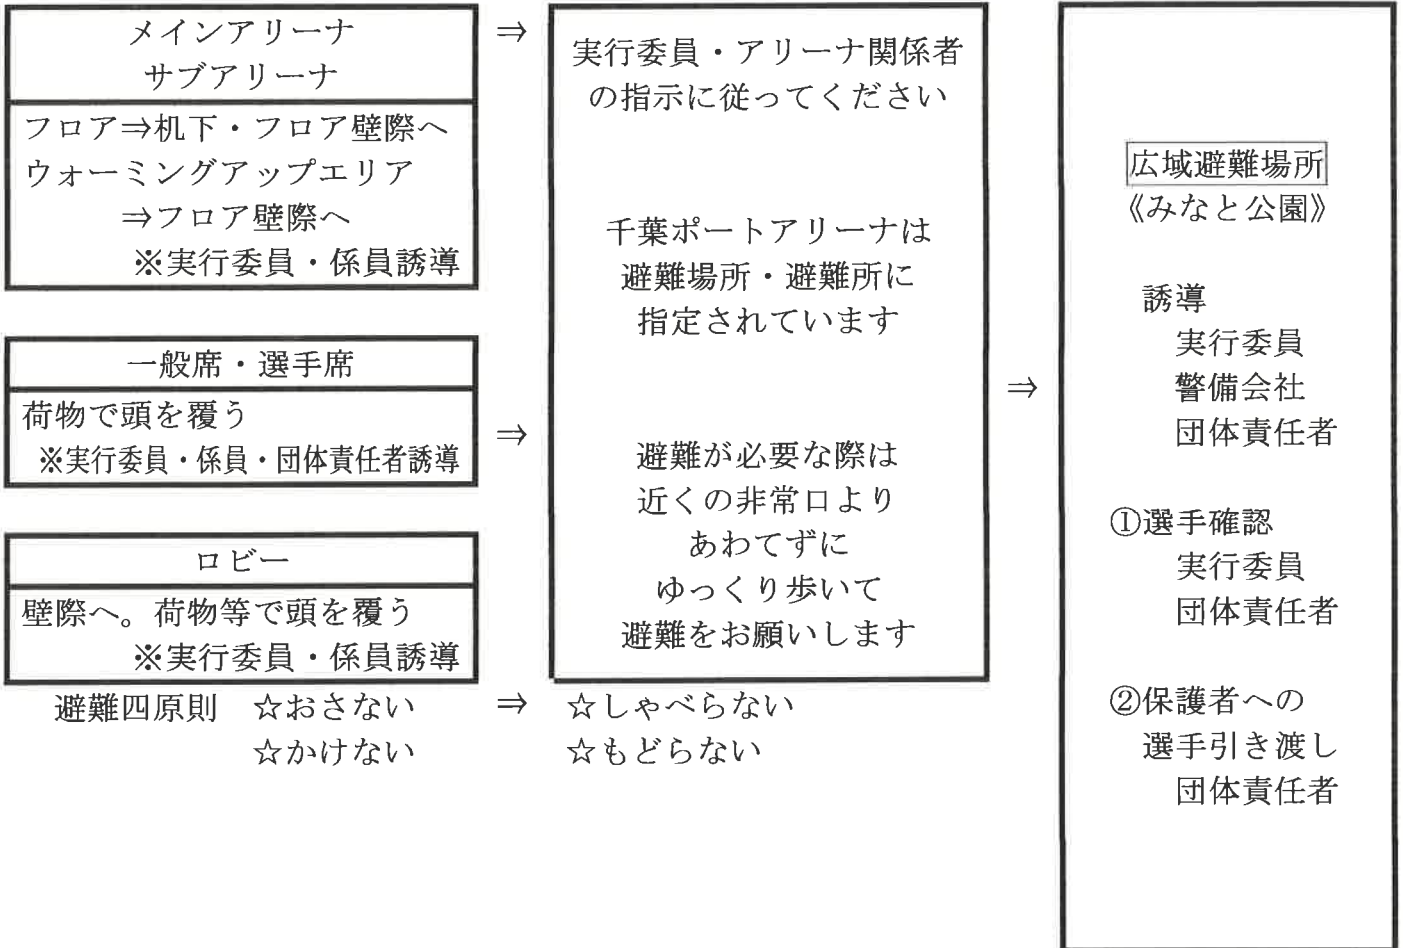 メインアリーナ
サブアリーナ
フロア⇒机下・フロア壁際へ
ウォーミングアップエリア
⇒フロア壁際へ
※実行委員・係員誘導
一般席・選手席
荷物で頭を覆う
※実行委員・係員・団体責任者誘導
ロビー
壁際へ。荷物等で頭を覆う
※実行委員・係員誘導
⇒
⇒
実行委員・アリーナ関係者
の指示に従ってください
千葉ポートアリーナは
避難場所・避難所に
指定されています
避難が必要な際は
近くの非常口より
あわてずに
ゆっくり歩いて
避難をお願いします
⇒
広域避難場所
《みなと公園》
誘導
実行委員
警備会社
団体責任者
①選手確認
実行委員
団体責任者
②保護者への
選手引き渡し
団体責任者
避難四原則 ☆おさない ⇒ ☆しゃべらない
☆かけない ☆もどらない